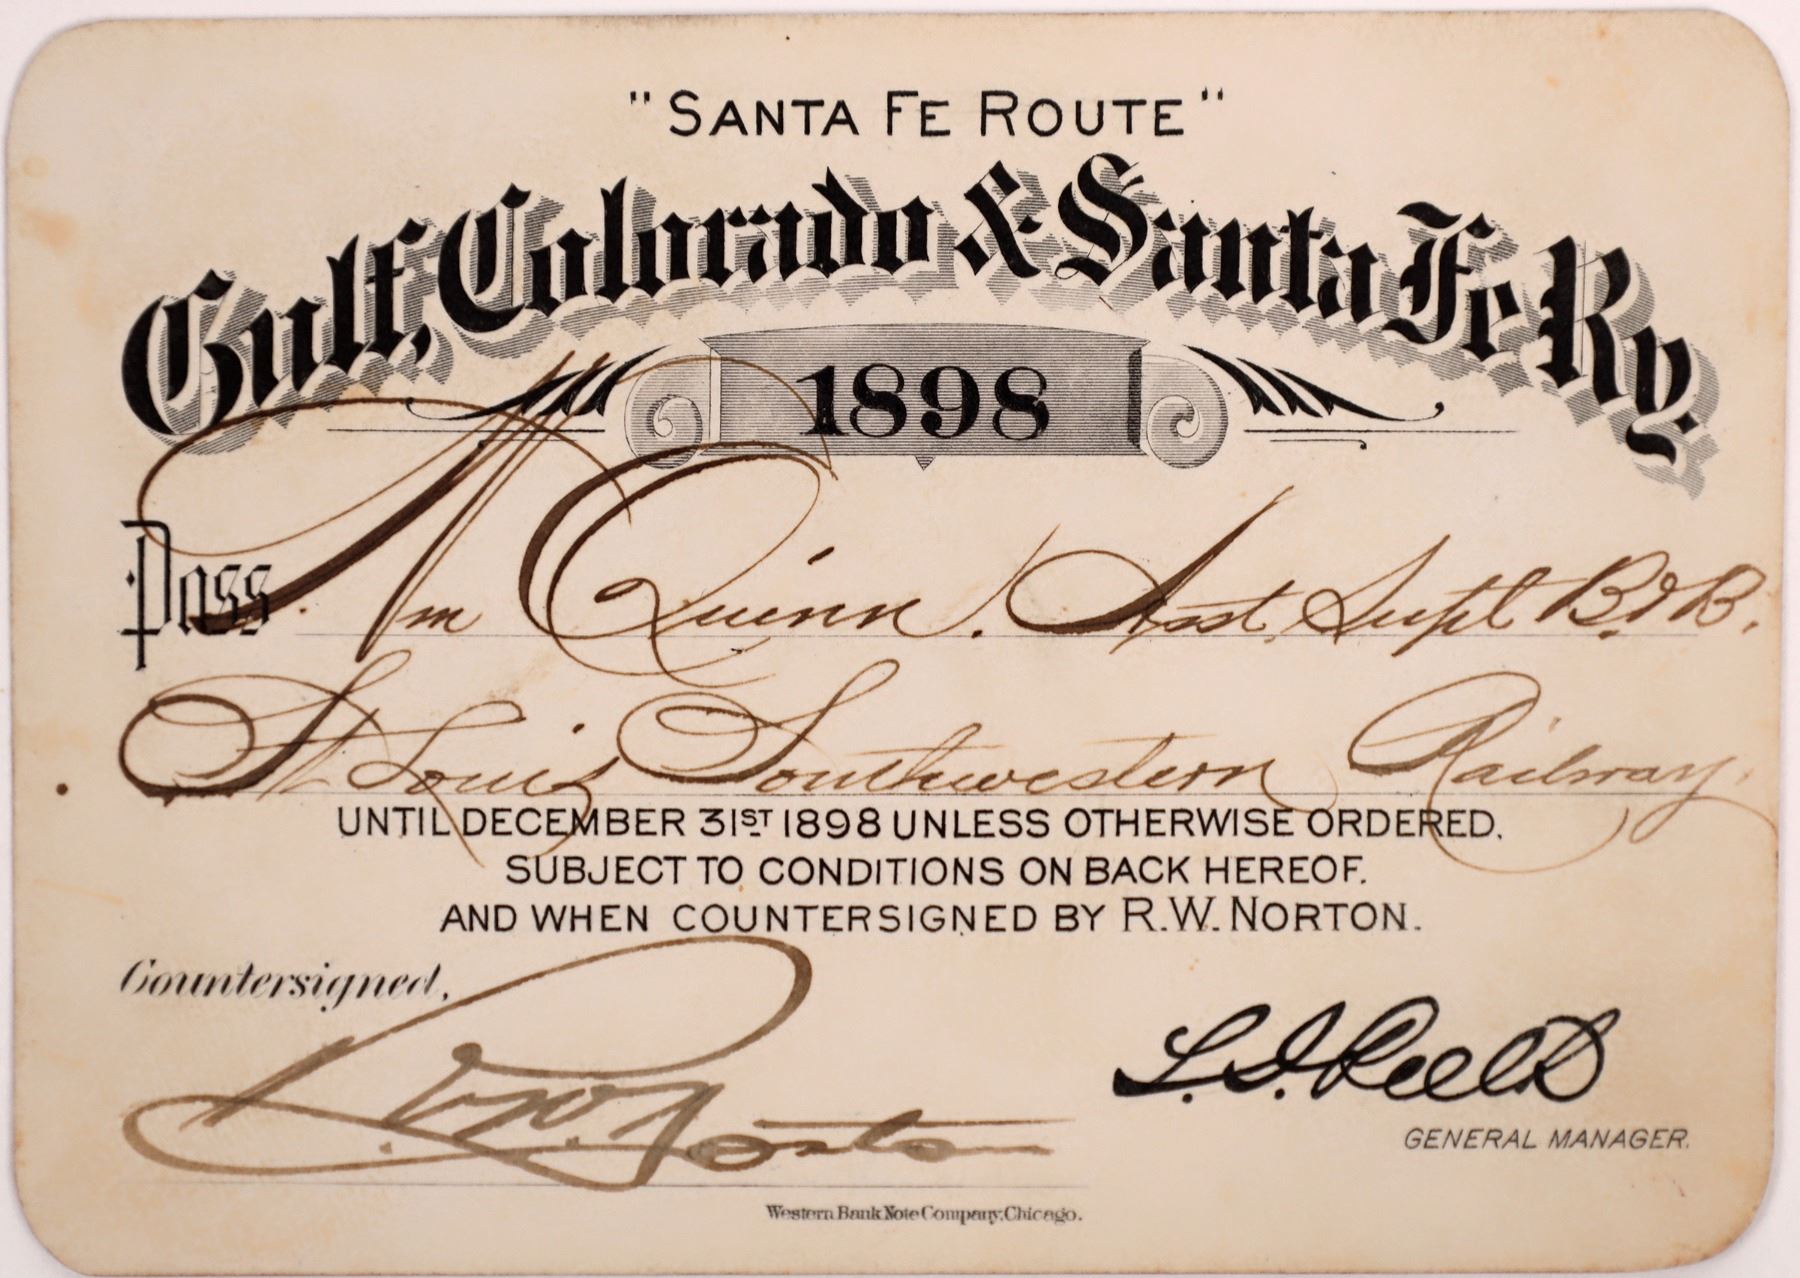 "SANTA FE ROUTE"
Gulf, Colorado & Santa Fe Ry.
1898
Pass Wm Quinn. Asst. Supt B. & B.
St Louis Southwestern Railway.
UNTIL DECEMBER 31ST 1898 UNLESS OTHERWISE ORDERED.
SUBJECT TO CONDITIONS ON BACK HEREOF.
AND WHEN COUNTERSIGNED BY R.W. NORTON.
Countersigned,
R.W. Norton
L. J. Polk
GENERAL MANAGER.
Western Bank Note Company, Chicago.